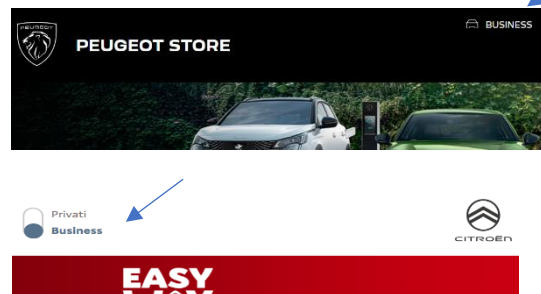 PEUGEOT
BUSINESS
PEUGEOT STORE
Privati
Business
CITROËN
EASY